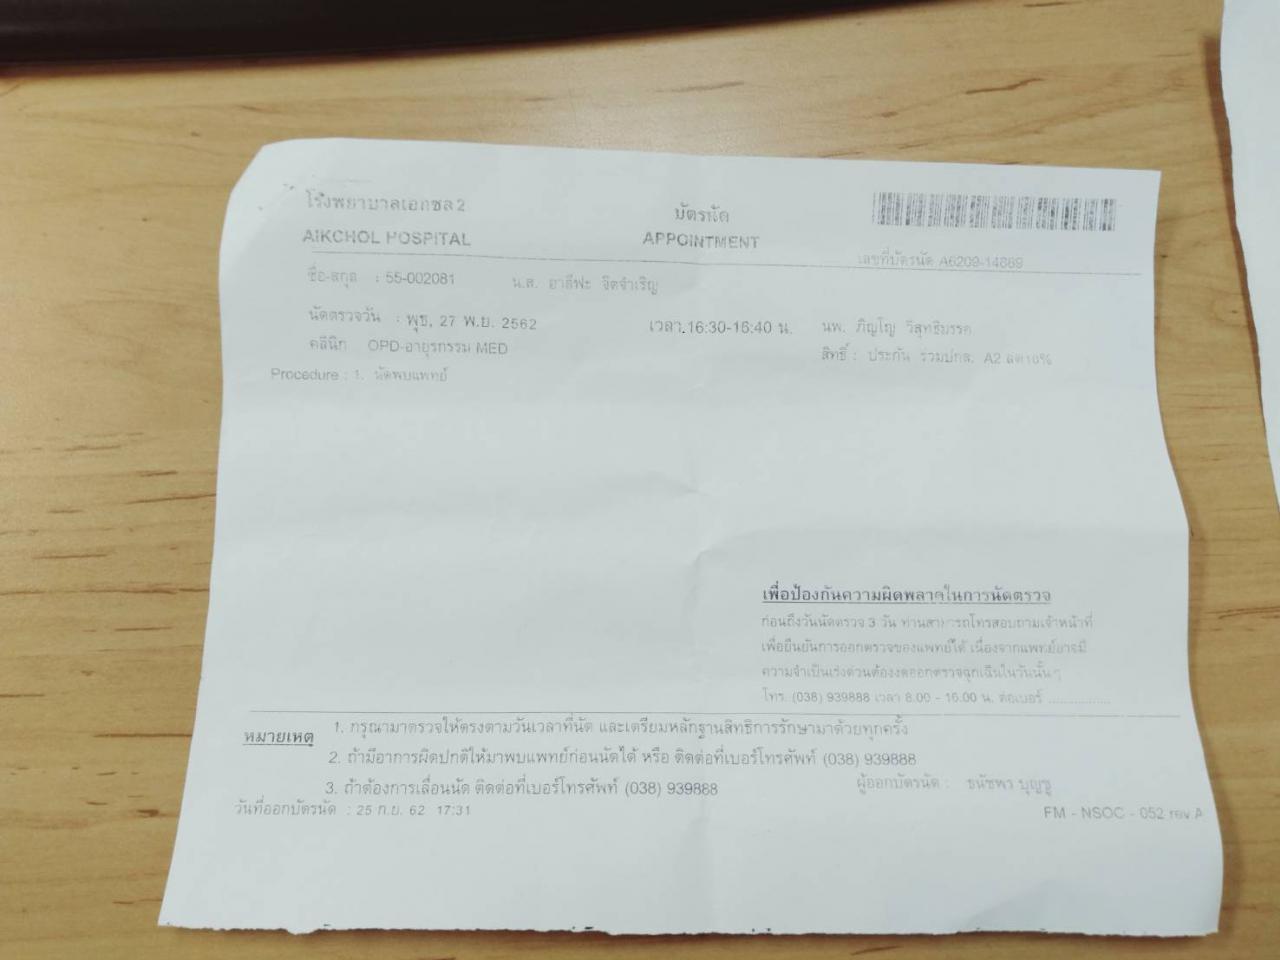 โรงพยาบาลเอกชล 2
บัตรนัด
AIKCHOL HOSPITAL
APPOINTMENT
เลขที่บัตรนัด A6209-14889
ชื่อ-สกุล : 55-002081 น.ส. อาลีฟะ จิตจำเริญ
นัดตรวจวัน : พุธ, 27 พ.ย. 2562 เวลา.16:30-16:40 น. นพ. ภิญโญ วิสุทธิบรรค
คลินิก OPD-อายุรกรรม MED สิทธิ์ : ประกัน ร่วมปกส. A2 ลด10%
Procedure : 1. นัดพบแพทย์
เพื่อป้องกันความผิดพลาดในการนัดตรวจ
ก่อนถึงวันนัดตรวจ 3 วัน ท่านสามารถโทรสอบถามเจ้าหน้าที่
เพื่อยืนยันการออกตรวจของแพทย์ได้ เนื่องจากแพทย์อาจมี
ความจำเป็นเร่งด่วนต้องงดออกตรวจฉุกเฉินในวันนั้นๆ
โทร. (038) 939888 เวลา 8.00 - 16.00 น. ต่อเบอร์ ................
หมายเหตุ 1. กรุณามาตรวจให้ตรงตามวันเวลาที่นัด และเตรียมหลักฐานสิทธิการรักษามาด้วยทุกครั้ง
2. ถ้ามีอาการผิดปกติให้มาพบแพทย์ก่อนนัดได้ หรือ ติดต่อที่เบอร์โทรศัพท์ (038) 939888
3. ถ้าต้องการเลื่อนนัด ติดต่อที่เบอร์โทรศัพท์ (038) 939888 ผู้ออกบัตรนัด : ธนัชพร บุญชู
วันที่ออกบัตรนัด : 25 ก.ย. 62 17:31 FM - NSOC - 052 rev.A